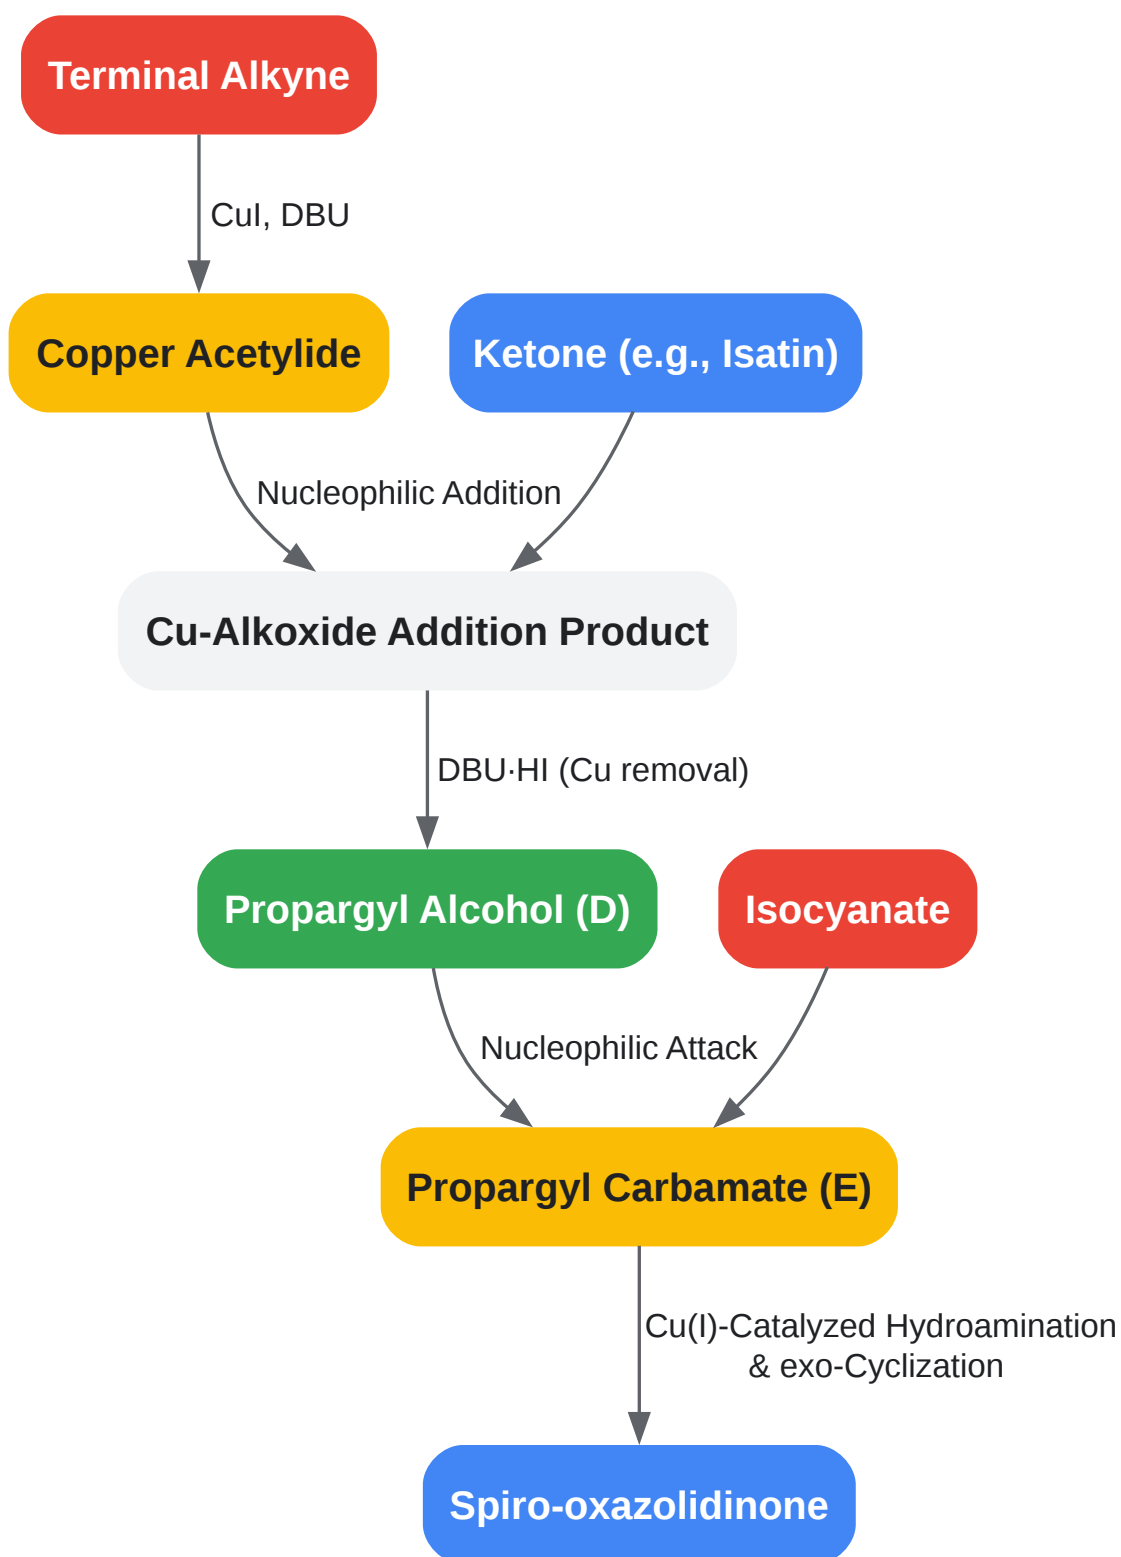 Terminal Alkyne
CuI, DBU
Copper Acetylide
Ketone (e.g., Isatin)
Nucleophilic Addition
Cu-Alkoxide Addition Product
DBU·HI (Cu removal)
Propargyl Alcohol (D)
Isocyanate
Nucleophilic Attack
Propargyl Carbamate (E)
Cu(I)-Catalyzed Hydroamination
& exo-Cyclization
Spiro-oxazolidinone